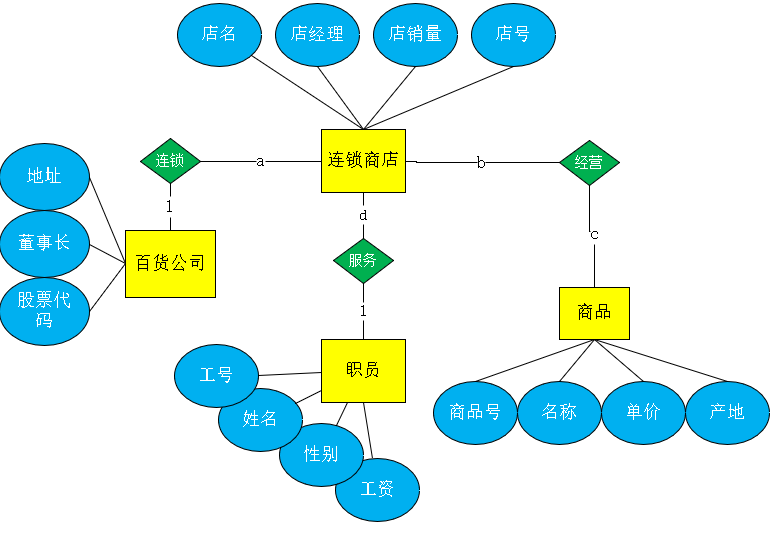 店名
店经理
店销量
店号
连锁
a
连锁商店
b
经营
地址
1
d
董事长
百货公司
服务
c
股票代
码
1
商品
工号
职员
姓名
商品号
名称
单价
产地
性别
工资